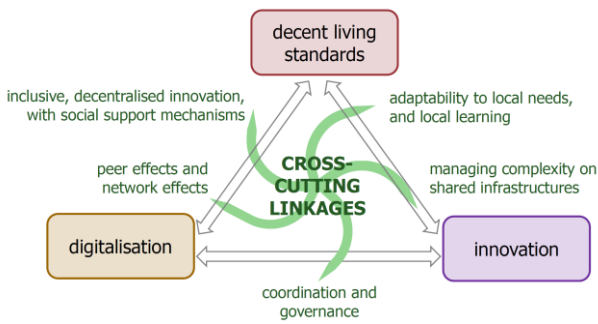 decent living
standards
inclusive, decentralised innovation,
with social support mechanisms
adaptability to local needs,
and local learning
peer effects and
network effects
CROSS-
CUTTING
LINKAGES
managing complexity on
shared infrastructures
digitalisation
innovation
coordination and
governance